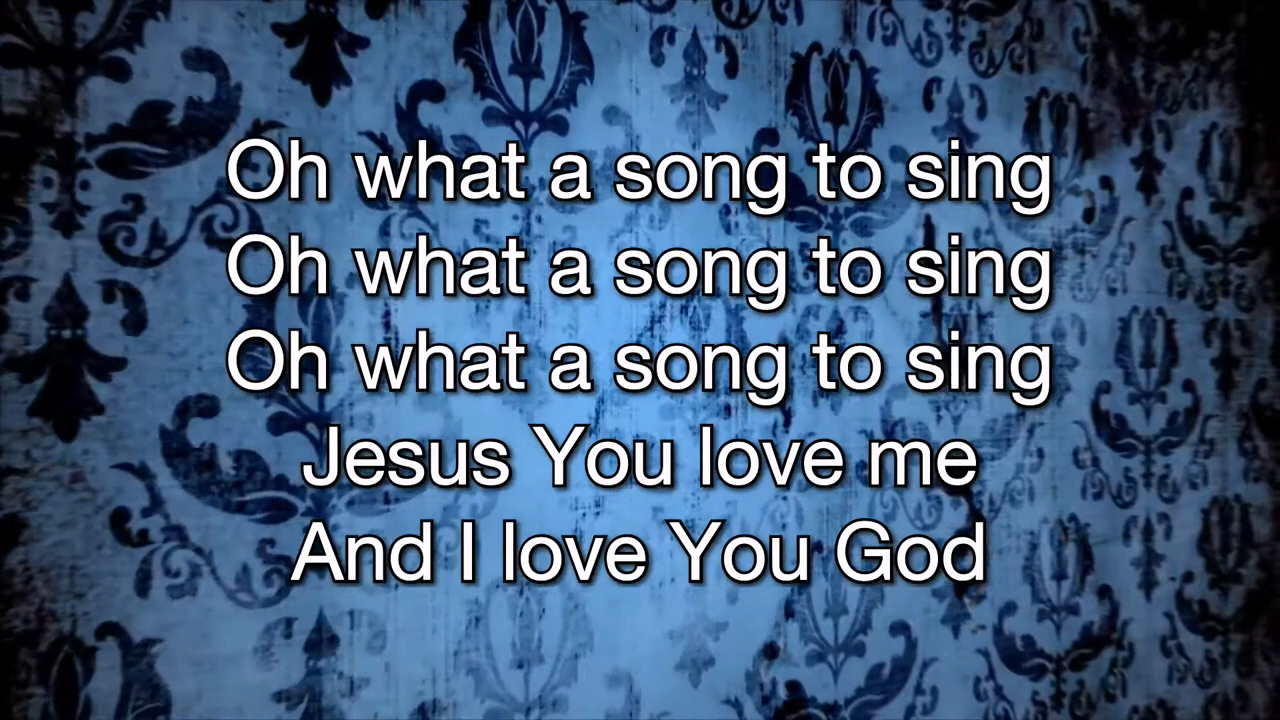 Oh what a song to sing
Oh what a song to sing
Oh what a song to sing
Jesus You love me
And I love You God